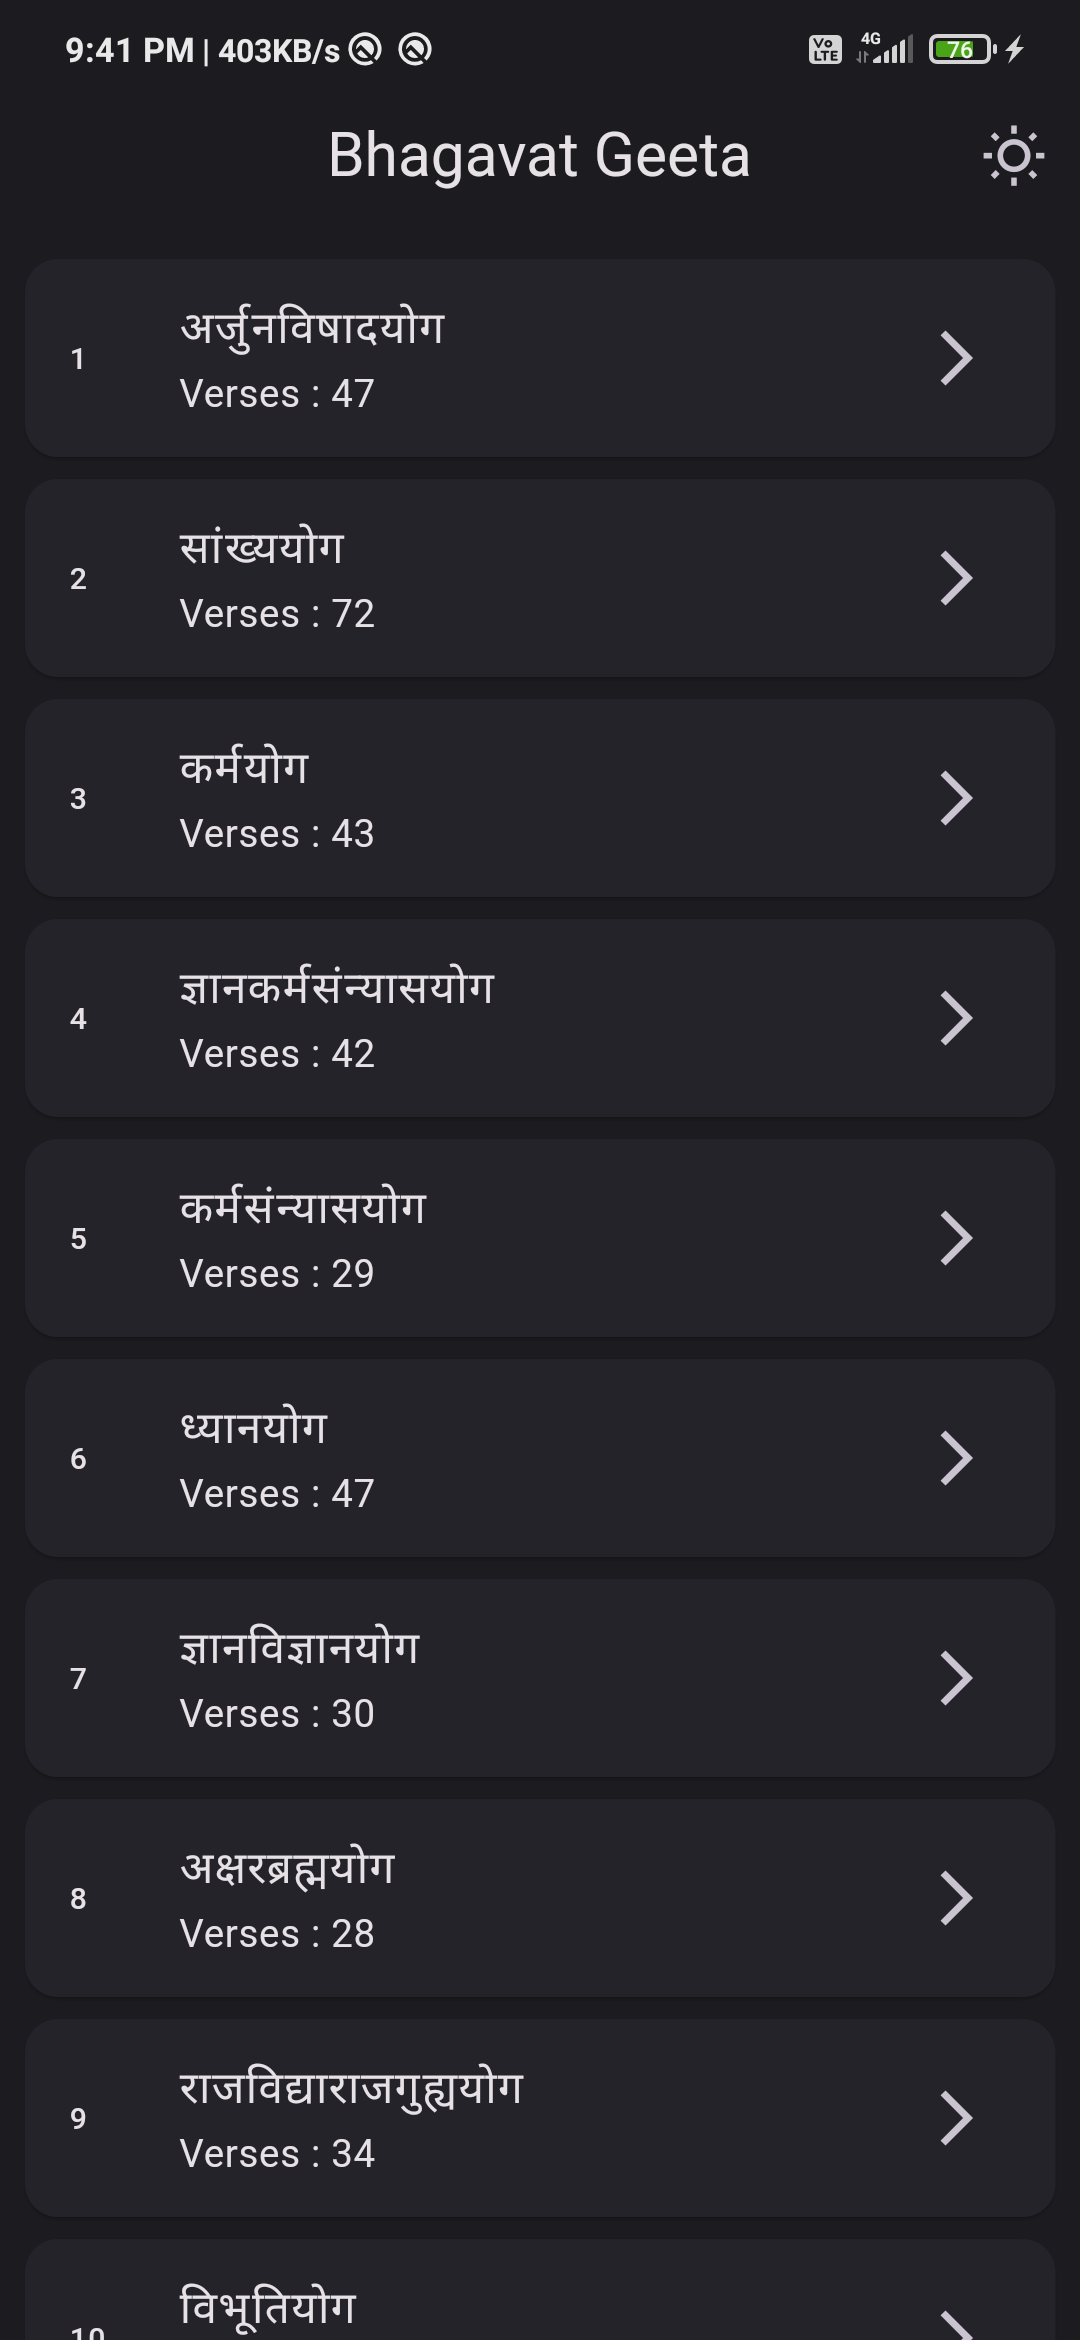 9:41 PM | 403KB/s
Vo LTE 4G 76
Bhagavat Geeta
1
अर्जुनविषादयोग
Verses : 47
2
सांख्ययोग
Verses : 72
3
कर्मयोग
Verses : 43
4
ज्ञानकर्मसंन्यासयोग
Verses : 42
5
कर्मसंन्यासयोग
Verses : 29
6
ध्यानयोग
Verses : 47
7
ज्ञानविज्ञानयोग
Verses : 30
8
अक्षरब्रह्मयोग
Verses : 28
9
राजविद्याराजगुह्ययोग
Verses : 34
10
विभूतियोग